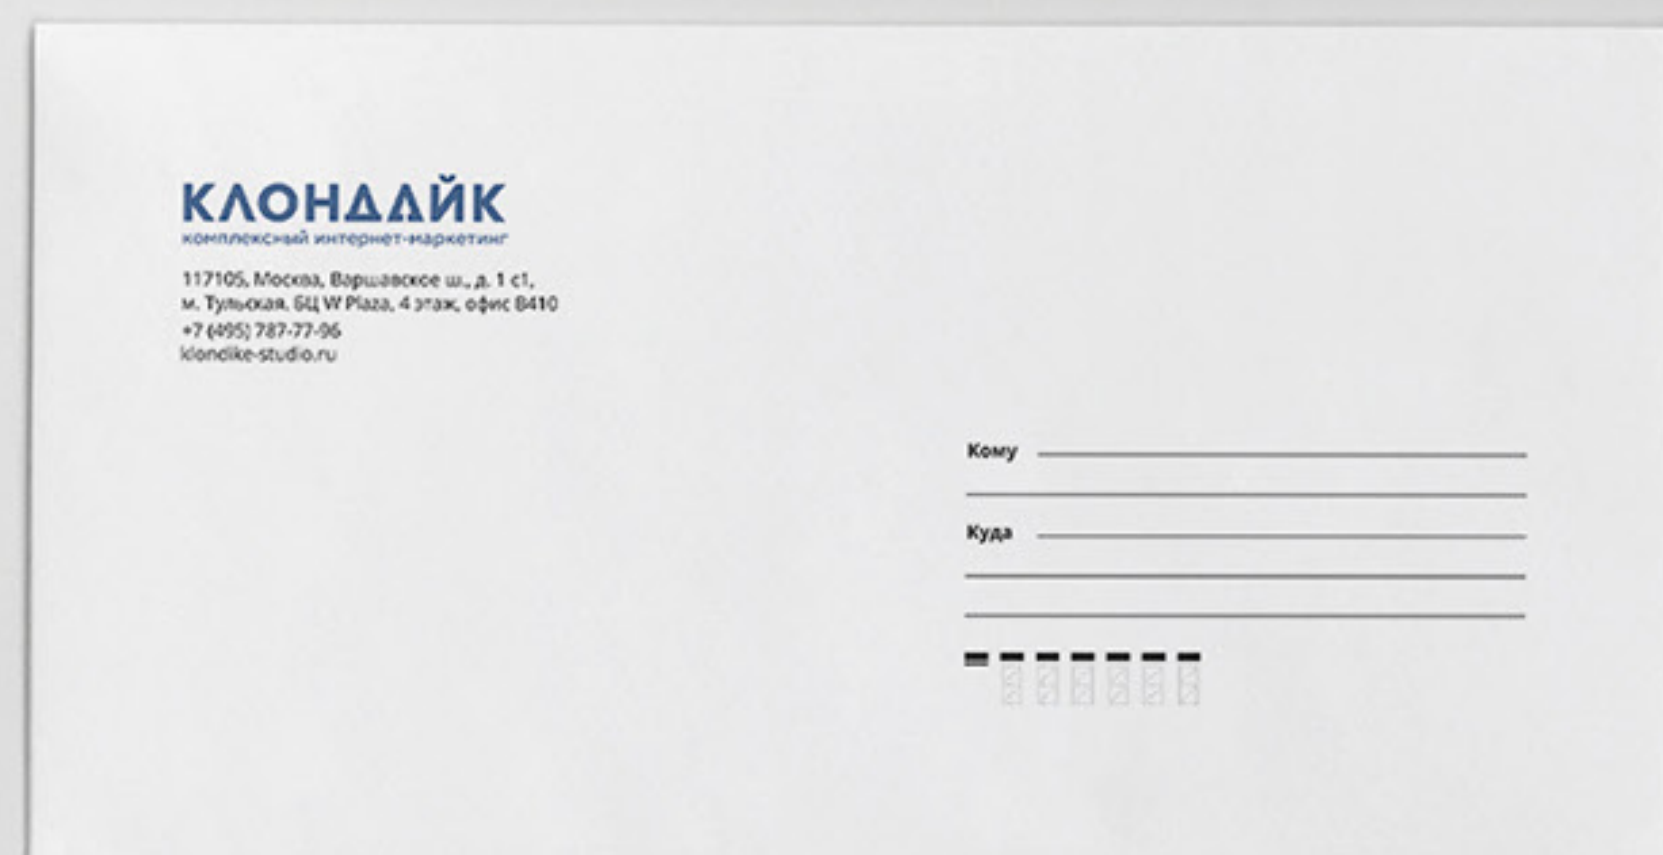 КЛОНДАЙК
комплексный интернет-маркетинг
117105, Москва, Варшавское ш., д. 1 с1,
м. Тульская, БЦ W Plaza, 4 этаж, офис В410
+7 (495) 787-77-96
klondike-studio.ru
Кому
Куда